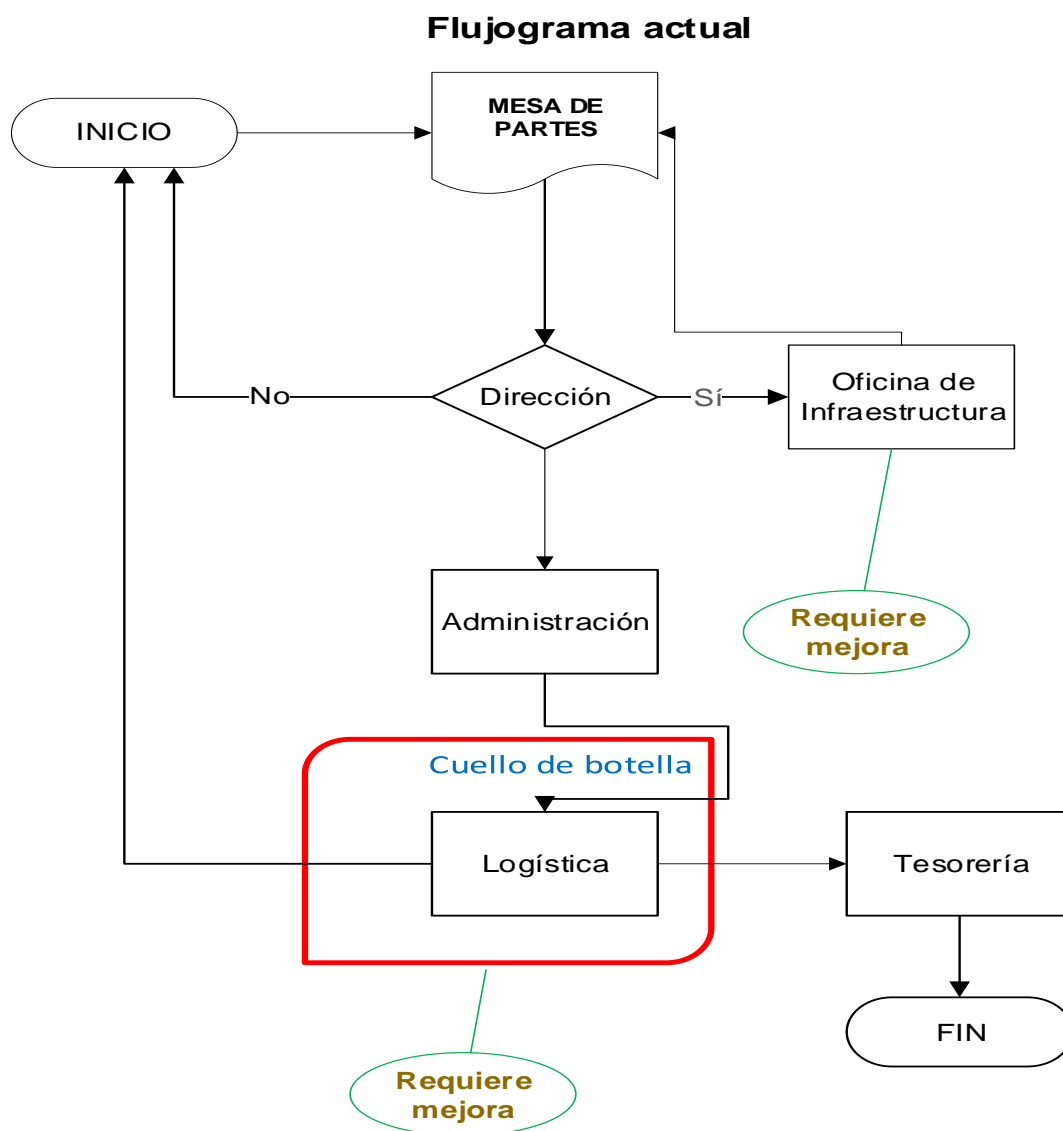 Flujograma actual
INICIO
MESA DE
PARTES
No
Dirección
Sí
Oficina de
Infraestructura
Administración
Requiere
mejora
Cuello de botella
Logística
Tesorería
FIN
Requiere
mejora